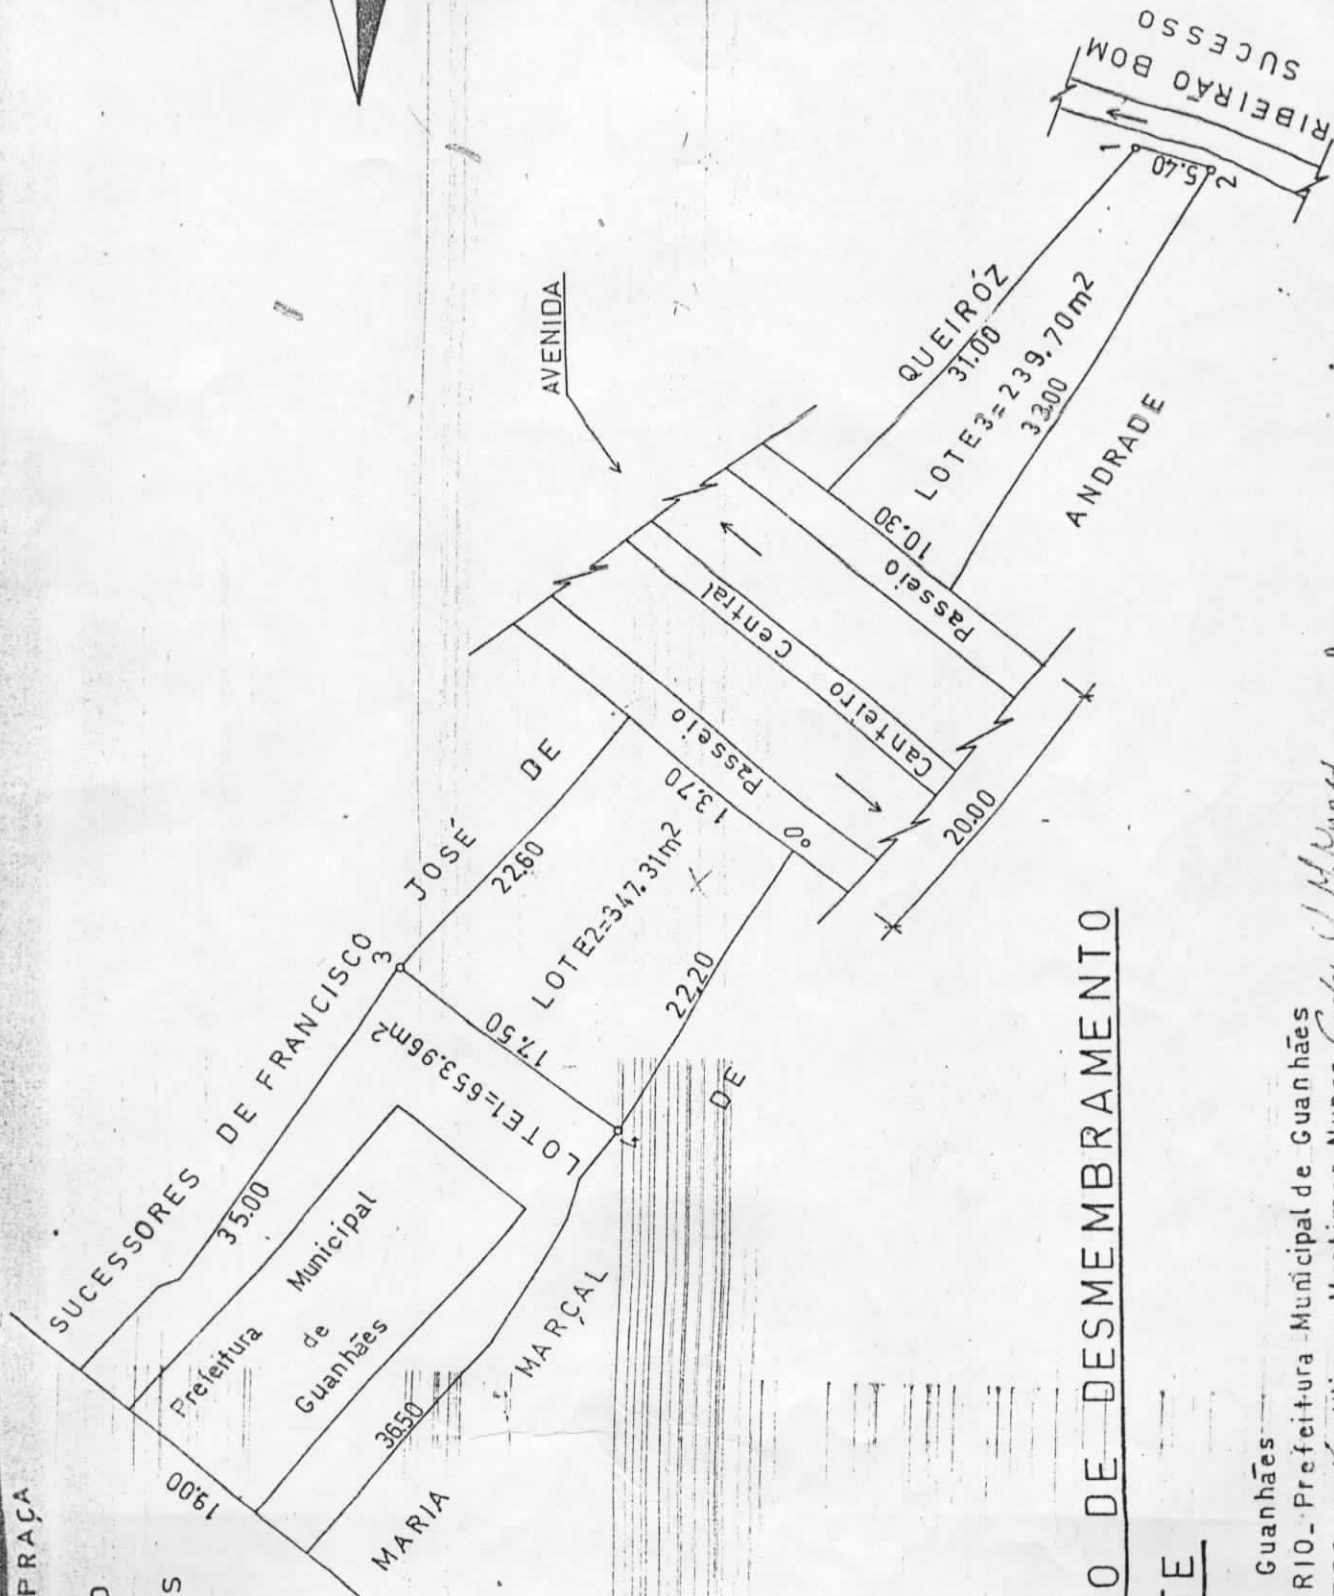 RIBEIRÃO BOM
SUCESSO
1
5.40
2
QUEIRÓZ
31.00
LOTE 3=239,70m2
33.00
ANDRADE
AVENIDA
10.30
Passeio
Canteiro Central
Passeio
20.00
JOSÉ DE
22.60
13.70
LOTE2=347.31m2
22,20
SUCESSORES DE FRANCISCO
3
17.50
LOTE1=653.96m2
35.00
Prefeitura Municipal
de
Guanhães
36.50
MARIA MARÇAL DE
19.00
PRAÇA
O DE DESMEMBRAMENTO
TE
Guanhães
RIO-Prefeitura-Municipal de Guanhães